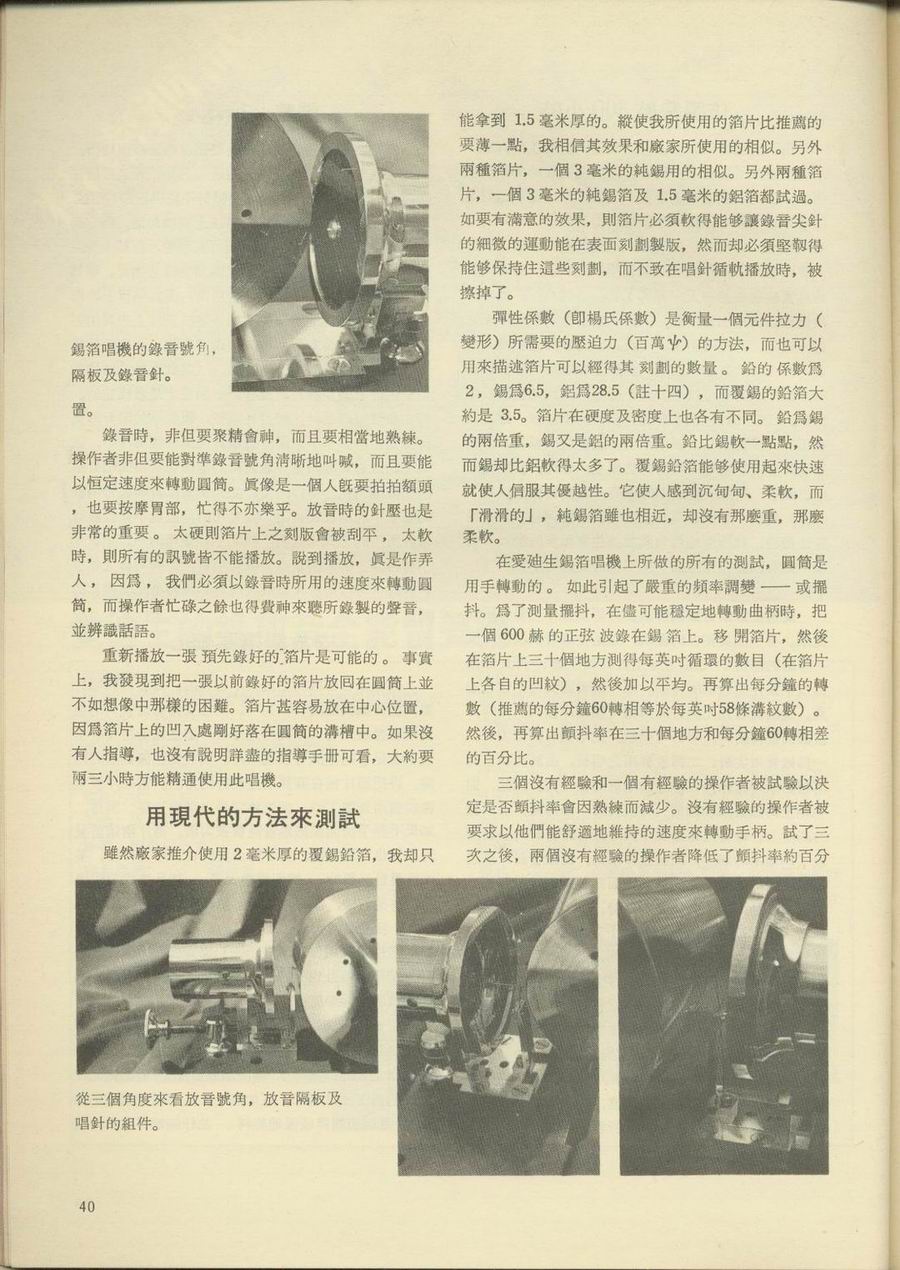 錫箔唱機的錄音號角，
隔板及錄音針。
置。
錄音時，非但要聚精會神，而且要相當地熟練。
操作者非但要能對準錄音號角清晰地叫喊，而且要能
以恒定速度來轉動圓筒。眞像是一個人旣要拍拍額頭
，也要按摩胃部，忙得不亦樂乎。放音時的針壓也是
非常的重要。太硬則箔片上之刻版會被刮平，太軟
時，則所有的訊號皆不能播放。說到播放，眞是作弄
人，因爲，我們必須以錄音時所用的速度來轉動圓
筒，而操作者忙碌之餘也得費神來聽所錄製的聲音，
並辨識話語。
重新播放一張預先錄好的箔片是可能的。事實
上，我發現到把一張以前錄好的箔片放回在圓筒上並
不如想像中那樣的困難。箔片甚容易放在中心位置，
因爲箔片上的凹入處剛好落在圓筒的溝槽中。如果沒
有人指導，也沒有說明詳盡的指導手册可看，大約要
兩三小時方能精通使用此唱機。
用現代的方法來測試
雖然廠家推介使用2毫米厚的覆錫鉛箔，我却只
能拿到 1.5毫米厚的。縱使我所使用的箔片比推薦的
要薄一點，我相信其效果和廠家所使用的相似。另外
兩種箔片，一個3毫米的純錫用的相似。另外兩種箔
片，一個3毫米的純錫箔及 1.5毫米的鋁箔都試過。
如要有滿意的效果，則箔片必須軟得能够讓錄音尖針
的細微的運動能在表面刻劃製版，然而却必須堅韌得
能够保持住這些刻劃，而不致在唱針循軌播放時，被
擦掉了。
彈性係數（卽楊氏係數）是衡量一個元件拉力（
變形）所需要的壓迫力（百萬ψ）的方法，而也可以
用來描述箔片可以經得其刻劃的數量。鉛的係數爲
2，錫爲6.5，鋁爲28.5（註十四），而覆錫的鉛箔大
約是 3.5。箔片在硬度及密度上也各有不同。鉛爲錫
的兩倍重，錫又是鋁的兩倍重。鉛比錫軟一點點，然
而錫却比鋁軟得太多了。覆錫鉛箔能够使用起來快速
就使人信服其優越性。它使人感到沉甸甸、柔軟，而
「滑滑的」，純錫箔雖也相近，却沒有那麼重，那麼
柔軟。
在愛廸生錫箔唱機上所做的所有的測試，圓筒是
用手轉動的。如此引起了嚴重的頻率調變 —— 或擺
抖。爲了測量擺抖，在儘可能穩定地轉動曲柄時，把
一個600赫的正弦波錄在錫箔上。移開箔片，然後
在箔片上三十個地方測得每英吋循環的數目（在箔片
上各自的凹紋），然後加以平均。再算出每分鐘的轉
數（推薦的每分鐘60轉相等於每英吋58條溝紋數）。
然後，再算出顫抖率在三十個地方和每分鐘60轉相差
的百分比。
三個沒有經驗和一個有經驗的操作者被試驗以決
定是否顫抖率會因熟練而減少。沒有經驗的操作者被
要求以他們能舒適地維持的速度來轉動手柄。試了三
次之後，兩個沒有經驗的操作者降低了顫抖率約百分
從三個角度來看放音號角，放音隔板及
唱針的組件。
40